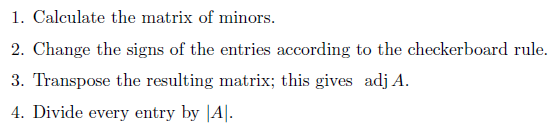 1. Calculate the matrix of minors.
2. Change the signs of the entries according to the checkerboard rule.
3. Transpose the resulting matrix; this gives adj A.
4. Divide every entry by |A|.